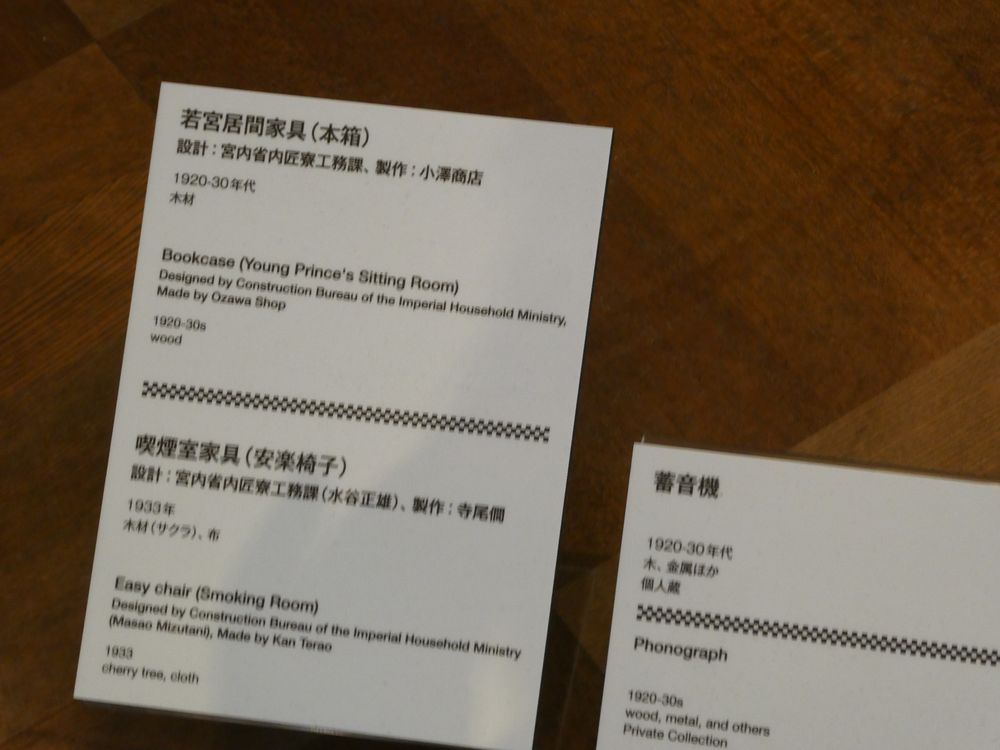 若宮居間家具（本箱）
設計：宮内省内匠寮工務課、製作：小澤商店
1920-30年代
木材
Bookcase (Young Prince's Sitting Room)
Designed by Construction Bureau of the Imperial Household Ministry,
Made by Ozawa Shop
1920-30s
wood
喫煙室家具（安楽椅子）
設計：宮内省内匠寮工務課（水谷正雄）、製作：寺尾僩
1933年
木材（サクラ）、布
Easy chair (Smoking Room)
Designed by Construction Bureau of the Imperial Household Ministry
(Masao Mizutani), Made by Kan Terao
1933
cherry tree, cloth
蓄音機
1920-30年代
木、金属ほか
個人蔵
Phonograph
1920-30s
wood, metal, and others
Private Collection